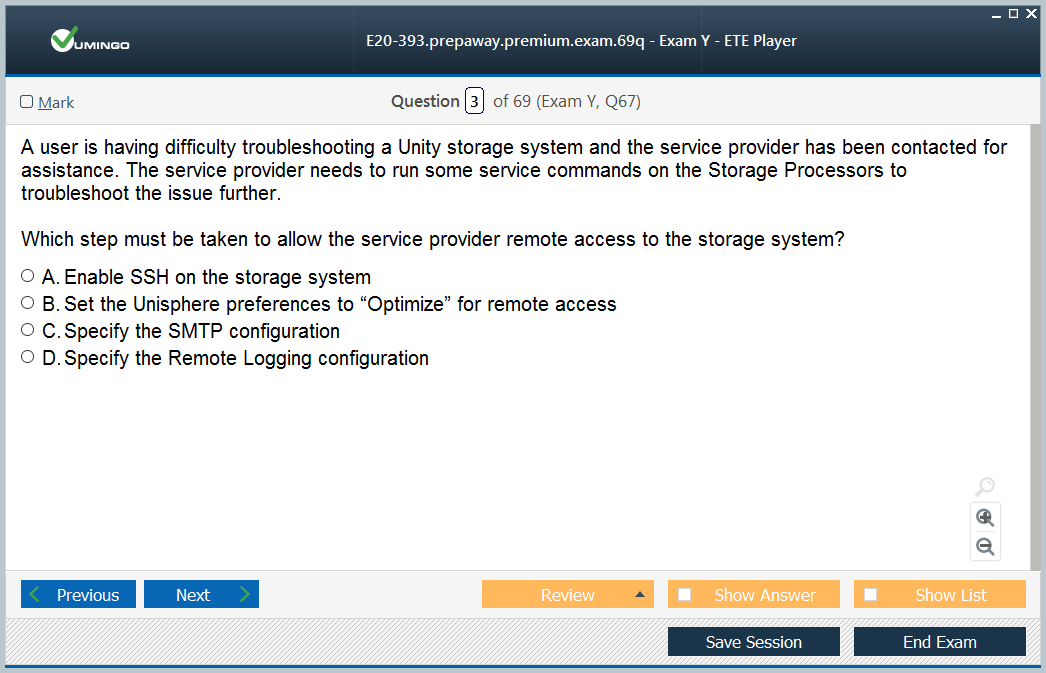 VUMINGO
E20-393.prepaway.premium.exam.69q - Exam Y - ETE Player
Mark
Question 3 of 69 (Exam Y, Q67)
A user is having difficulty troubleshooting a Unity storage system and the service provider has been contacted for
assistance. The service provider needs to run some service commands on the Storage Processors to
troubleshoot the issue further.
Which step must be taken to allow the service provider remote access to the storage system?
A. Enable SSH on the storage system
B. Set the Unisphere preferences to “Optimize” for remote access
C. Specify the SMTP configuration
D. Specify the Remote Logging configuration
Previous
Next
Review
Show Answer
Show List
Save Session
End Exam